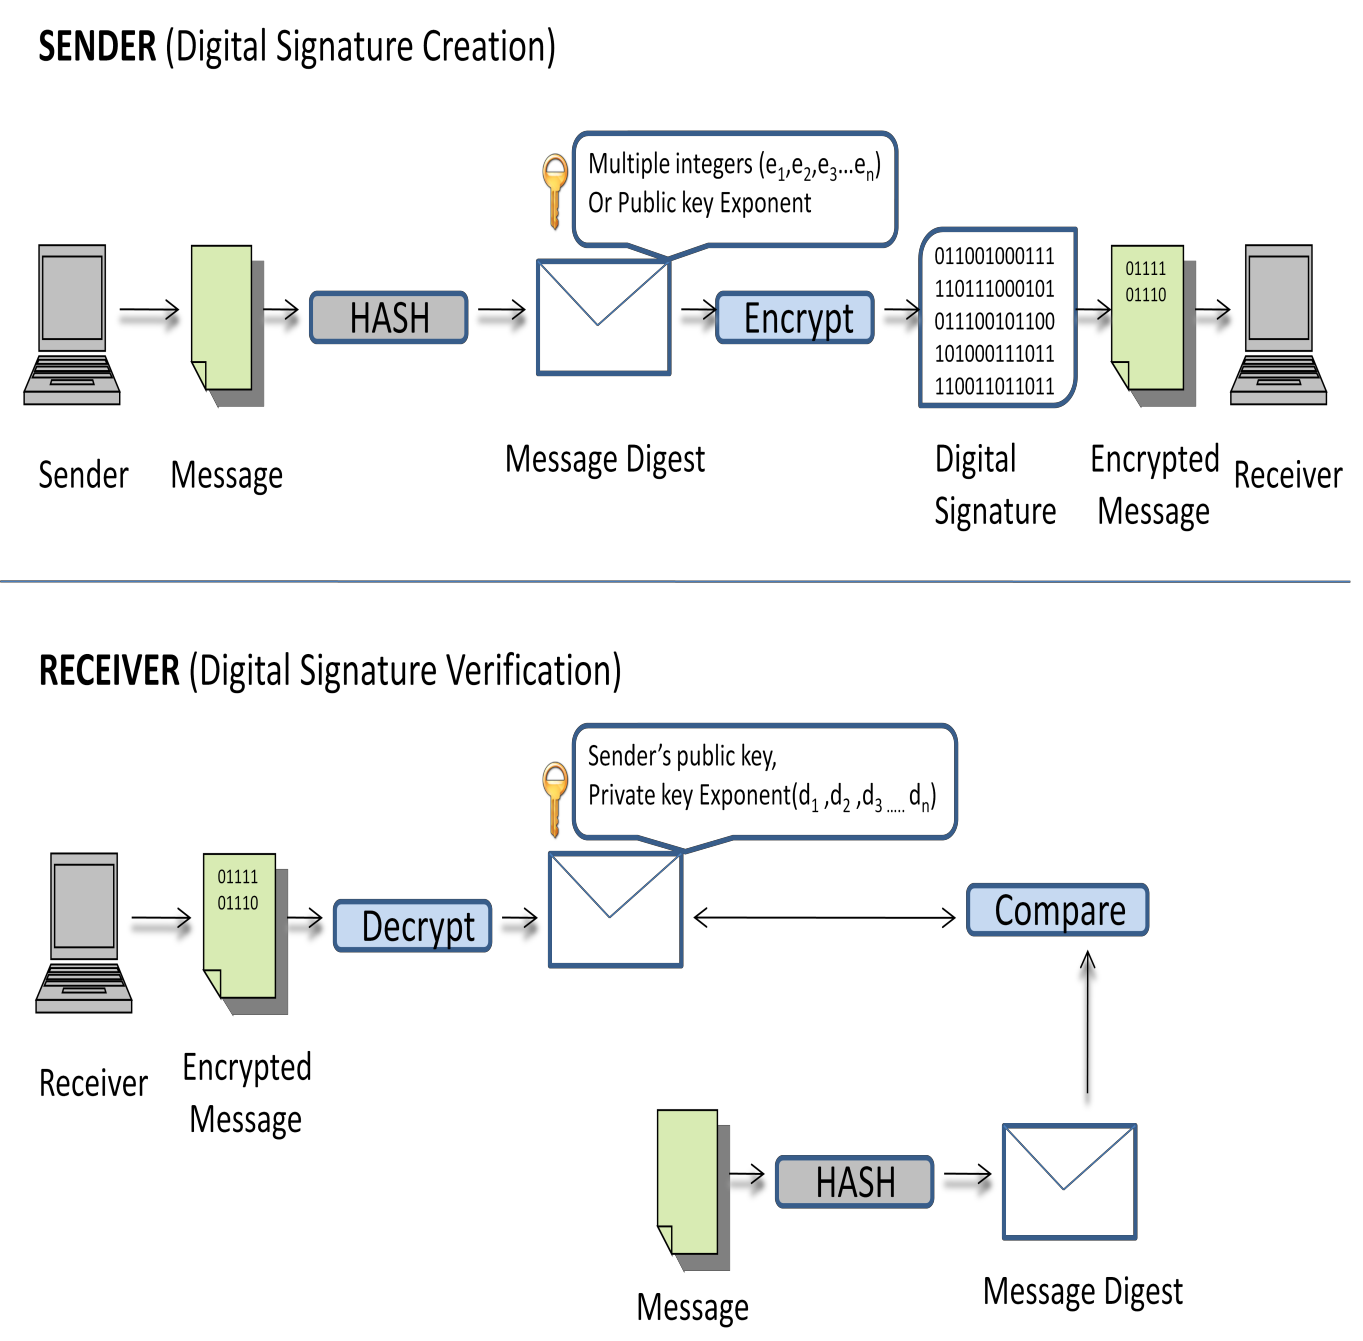 SENDER (Digital Signature Creation)
Multiple integers (e1,e2,e3...en)
Or Public key Exponent
HASH
Encrypt
011001000111
110111000101
011100101100
101000111011
110011011011
01111
01110
Sender
Message
Message Digest
Digital
Signature
Encrypted
Message
Receiver
RECEIVER (Digital Signature Verification)
Sender’s public key,
Private key Exponent(d1 ,d2 ,d3 ..... dn)
01111
01110
Decrypt
Compare
Receiver
Encrypted
Message
HASH
Message
Message Digest